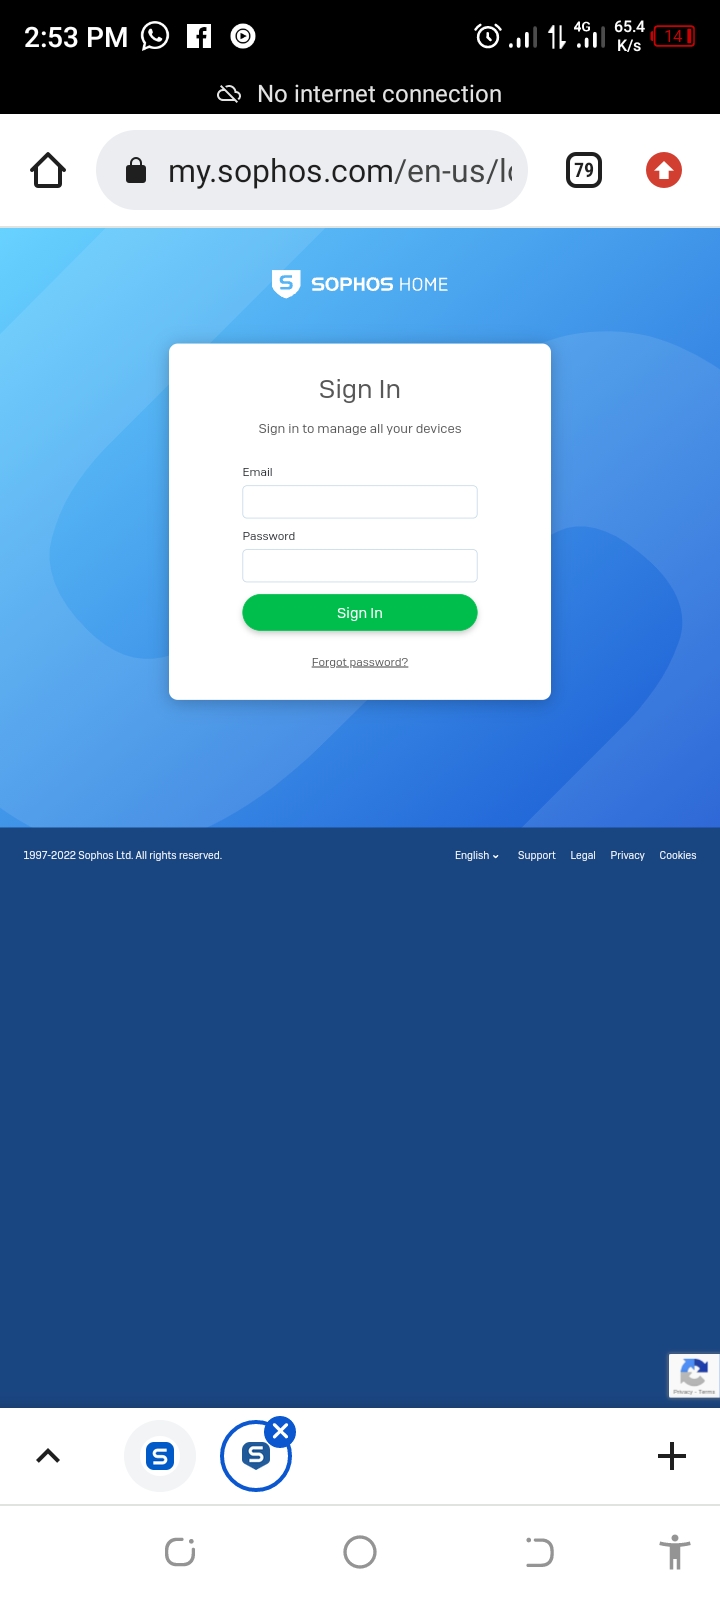 2:53 PM 4G 65.4 K/s 14
No internet connection
my.sophos.com/en-us/l
79
SOPHOS HOME
Sign In
Sign in to manage all your devices
Email
Password
Sign In
Forgot password?
1997-2022 Sophos Ltd. All rights reserved. English Support Legal Privacy Cookies
Privacy - Terms